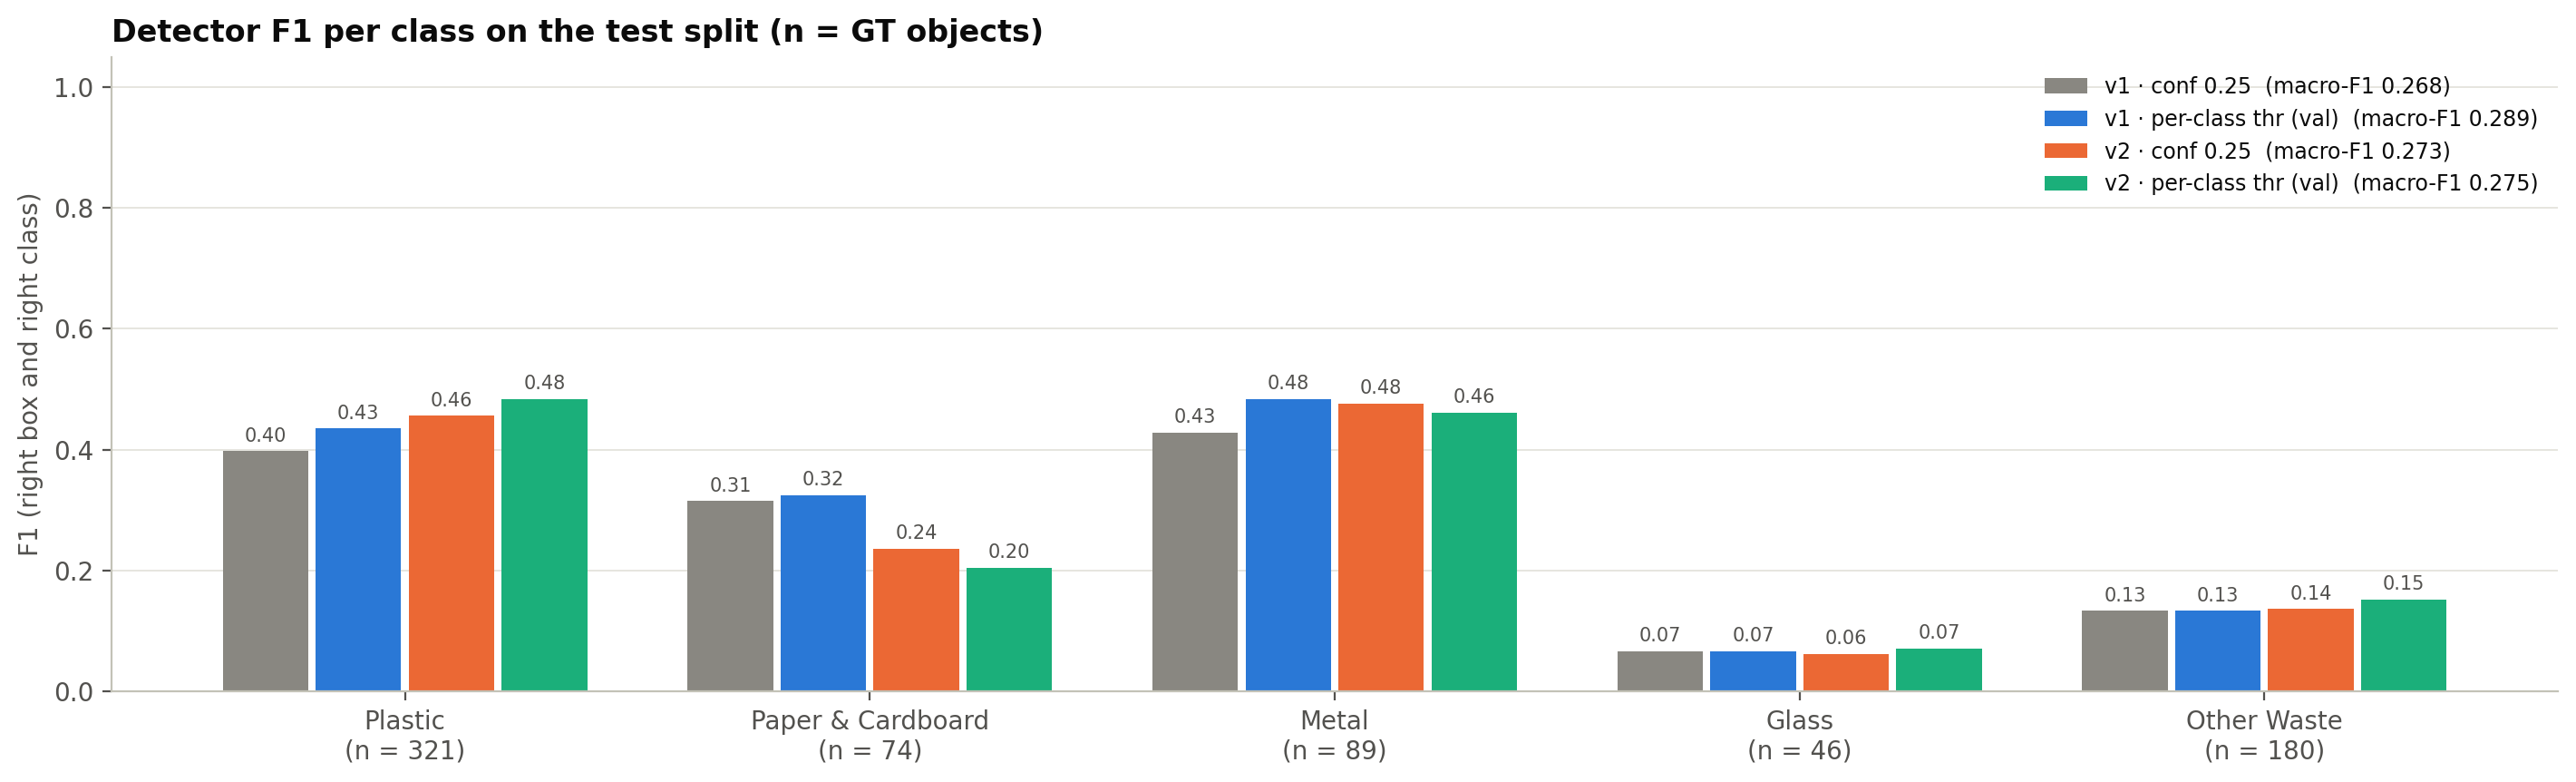 Detector F1 per class on the test split (n = GT objects)
v1 · conf 0.25 (macro-F1 0.268)
v1 · per-class thr (val) (macro-F1 0.289)
v2 · conf 0.25 (macro-F1 0.273)
v2 · per-class thr (val) (macro-F1 0.275)
F1 (right box and right class)
1.0
0.8
0.6
0.4
0.2
0.0
0.40 0.43 0.46 0.48
0.31 0.32 0.24 0.20
0.43 0.48 0.48 0.46
0.07 0.07 0.06 0.07
0.13 0.13 0.14 0.15
Plastic
(n = 321)
Paper & Cardboard
(n = 74)
Metal
(n = 89)
Glass
(n = 46)
Other Waste
(n = 180)